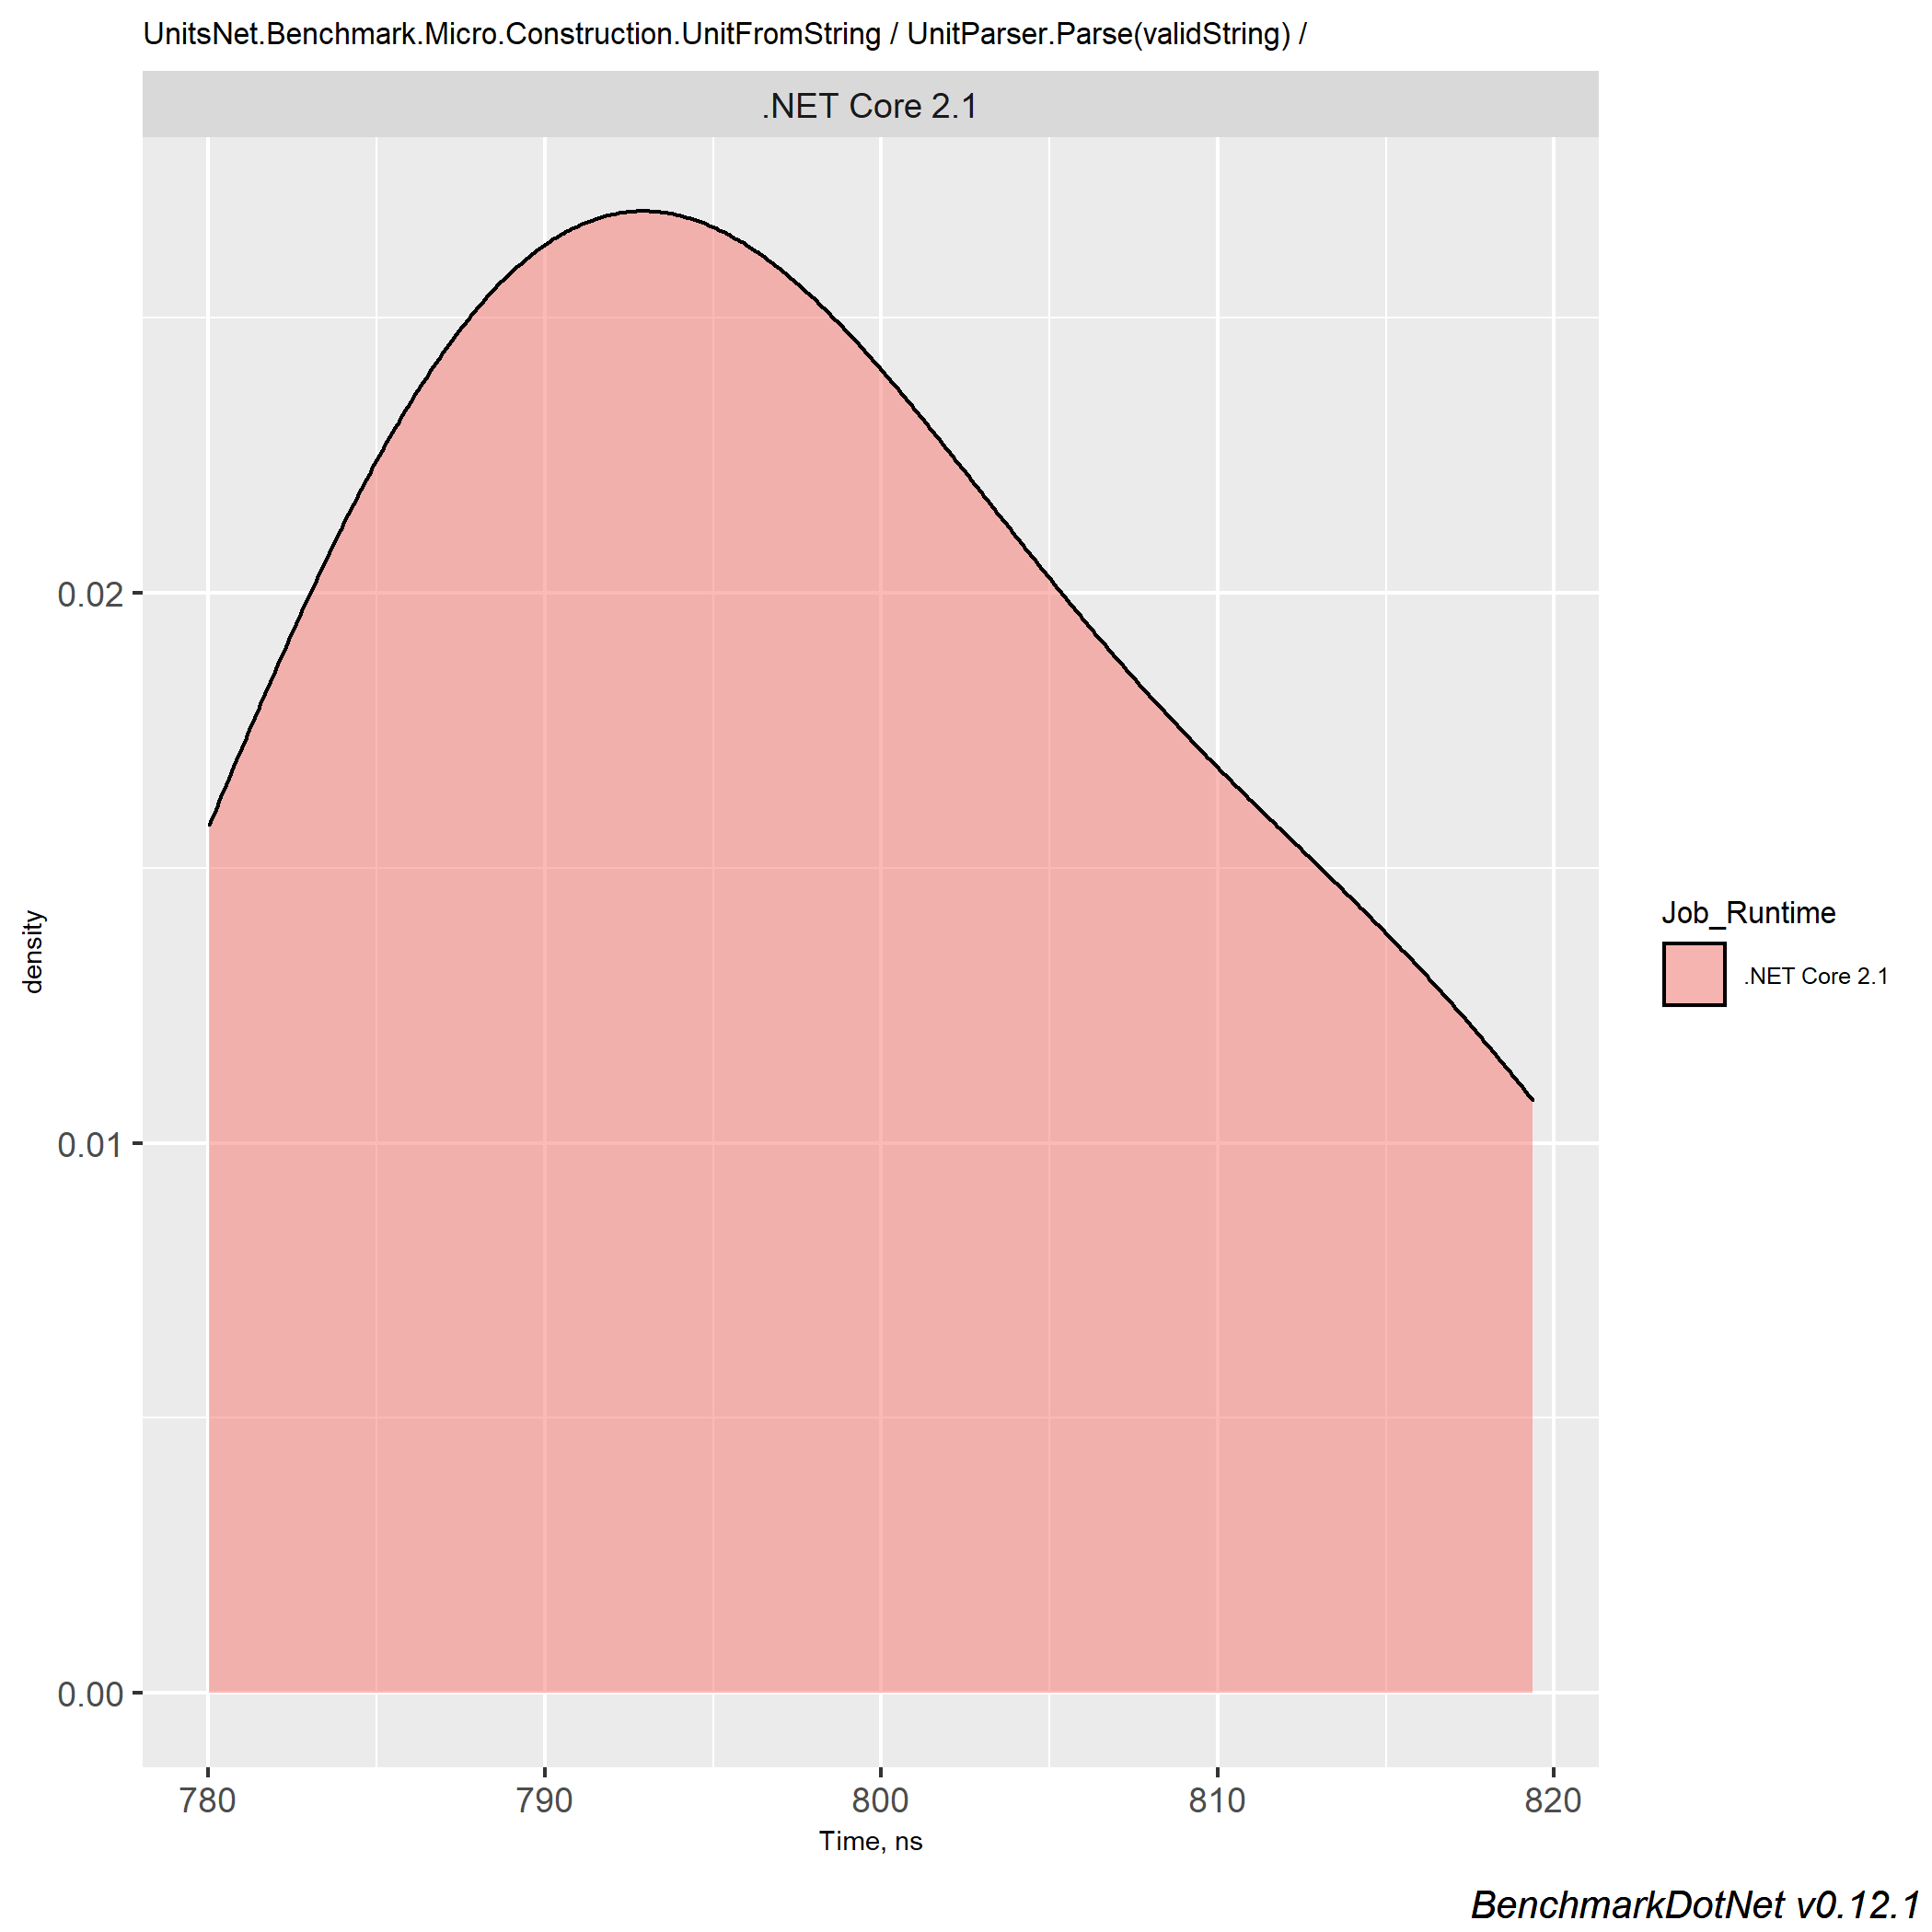 UnitsNet.Benchmark.Micro.Construction.UnitFromString / UnitParser.Parse(validString) /
.NET Core 2.1
0.02
0.01
0.00
density
780 790 800 810 820
Time, ns
Job_Runtime
.NET Core 2.1
BenchmarkDotNet v0.12.1